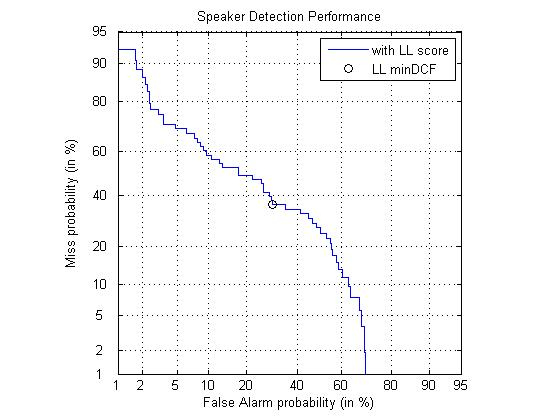 Speaker Detection Performance
with LL score
LL minDCF
Miss probability (in %)
95
90
80
60
40
20
10
5
2
1
1 2 5 10 20 40 60 80 90 95
False Alarm probability (in %)